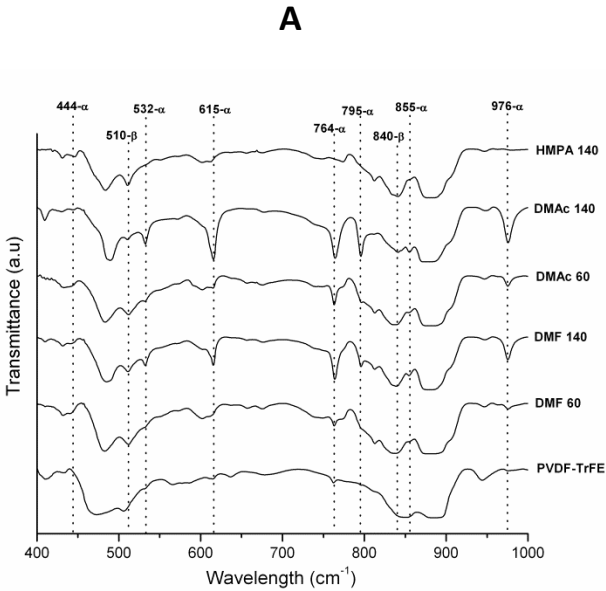 A
444-α
532-α
615-α
795-α
855-α
976-α
510-β
764-α
840-β
HMPA 140
DMAc 140
DMAc 60
DMF 140
DMF 60
PVDF-TrFE
Transmittance (a.u)
400
500
600
700
800
900
1000
Wavelength (cm⁻¹)